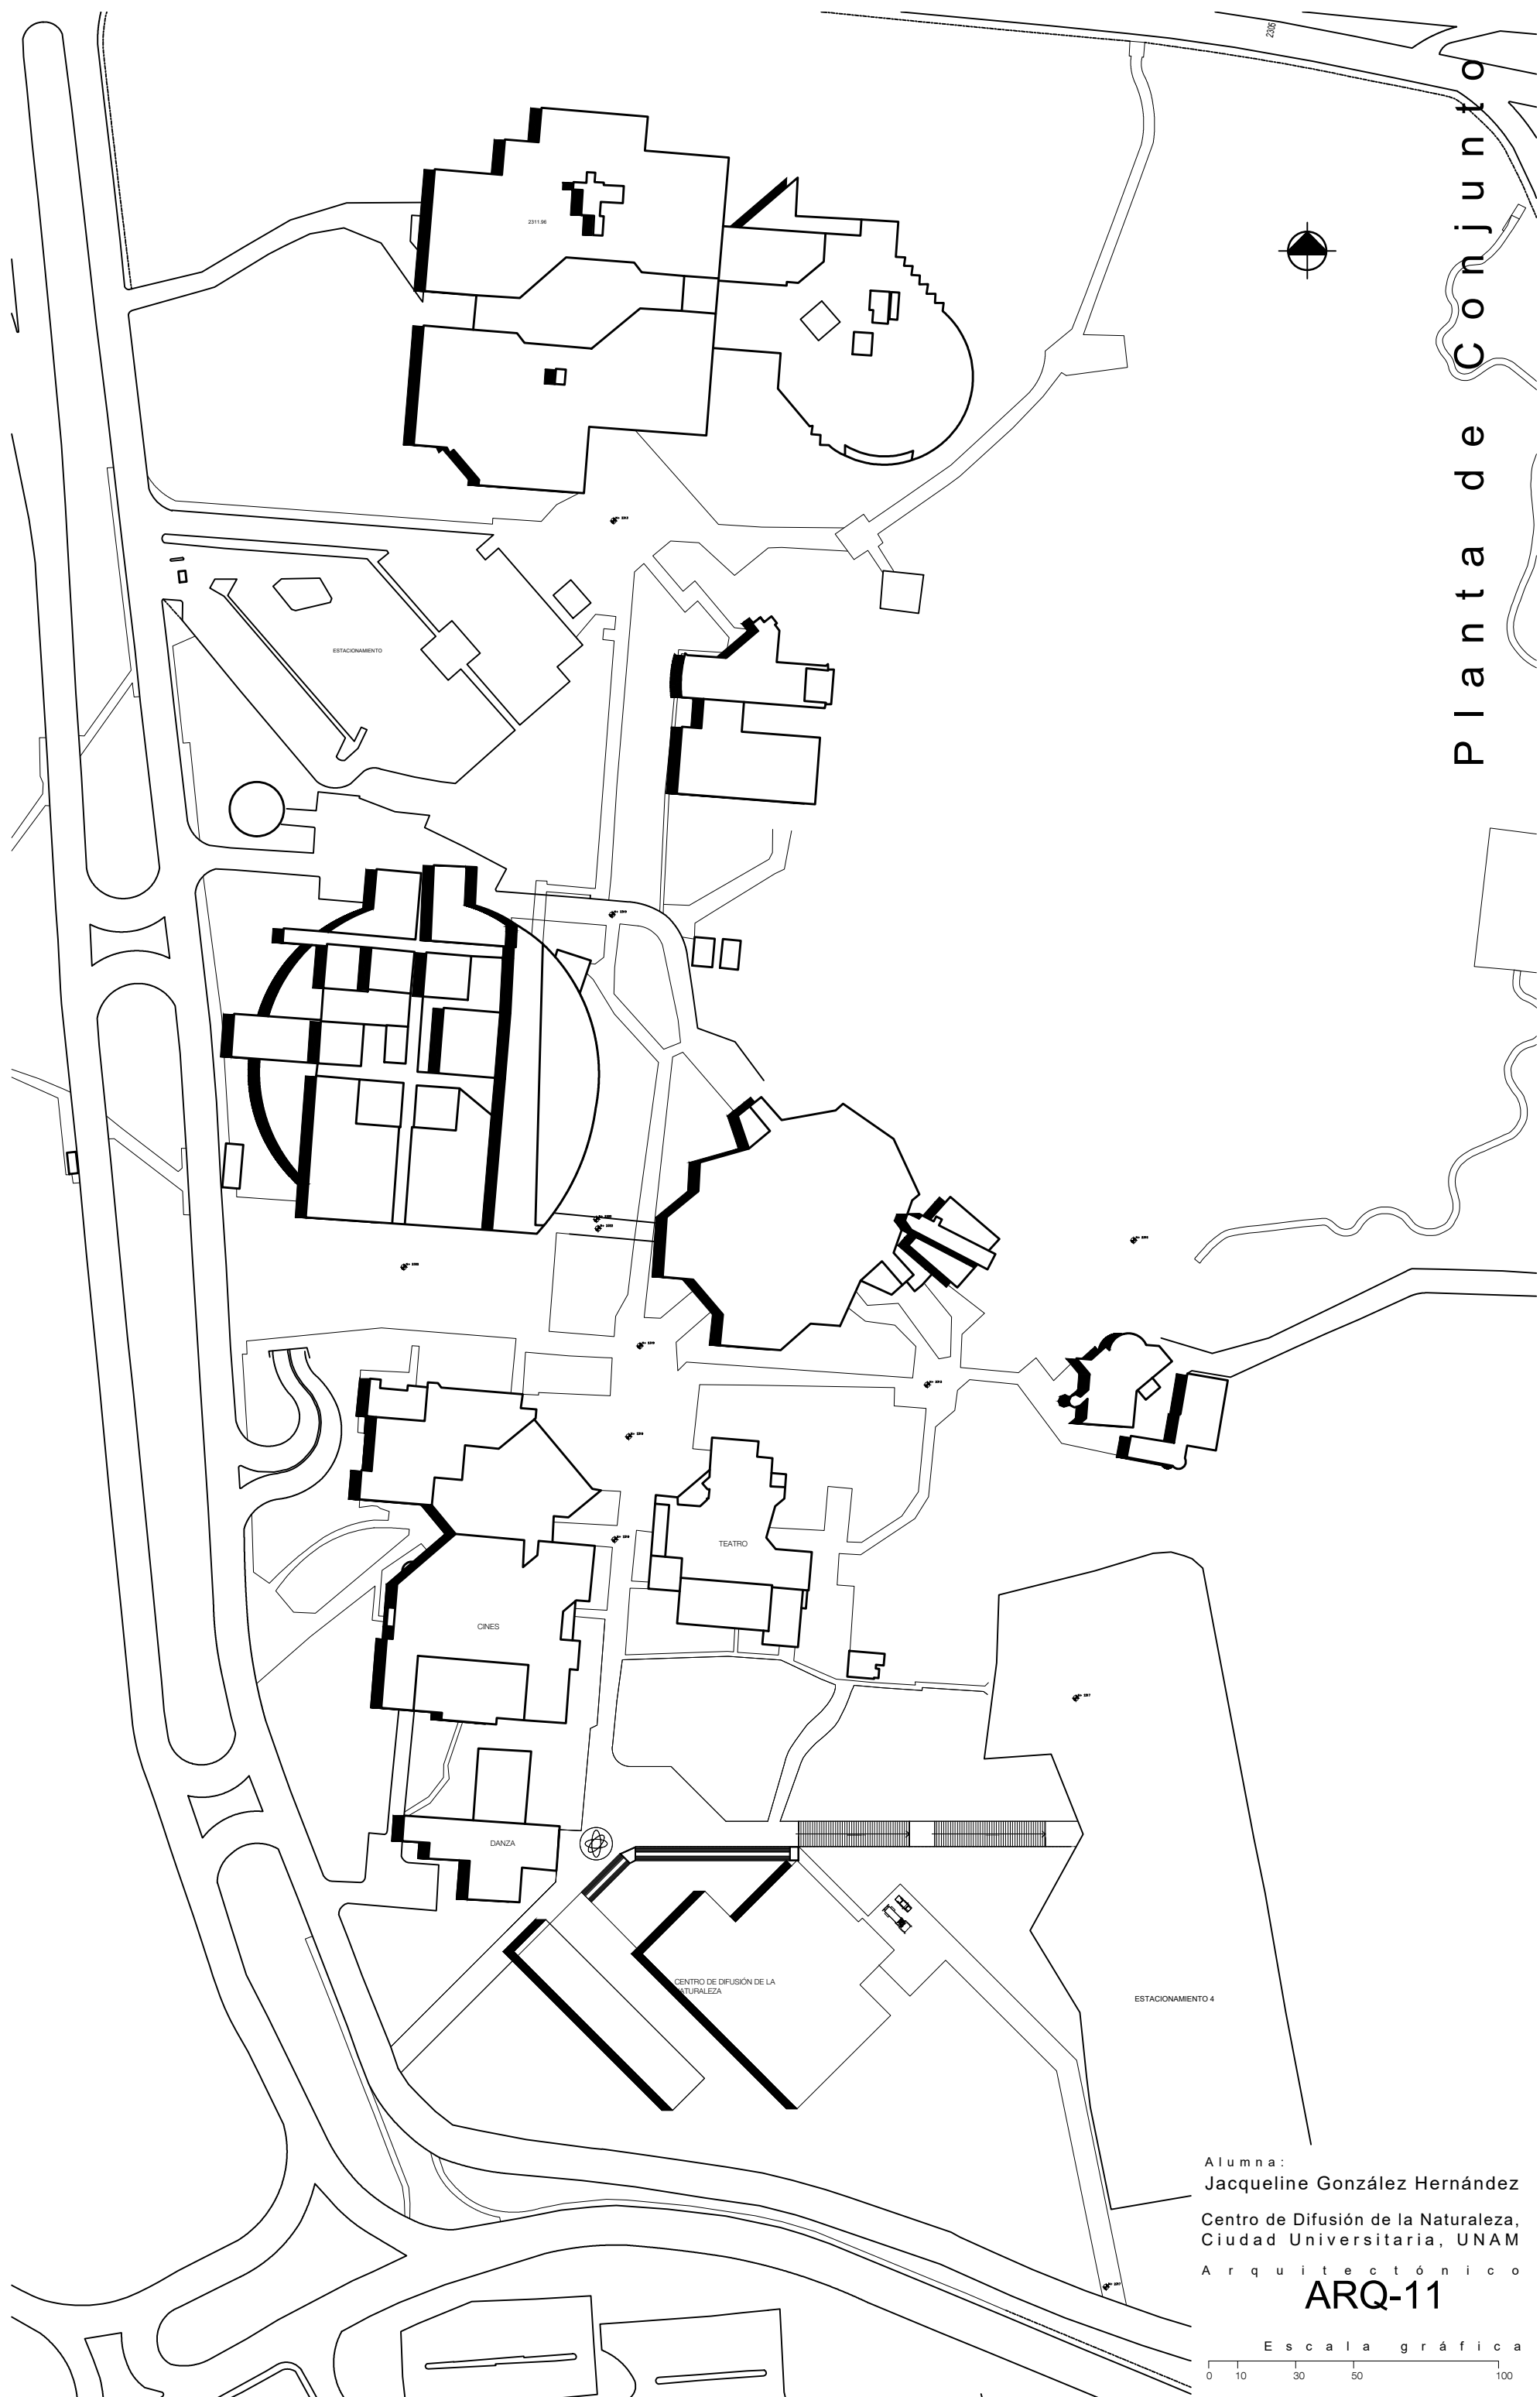 2305
Planta de Conjunto
2311.98
ESTACIONAMIENTO
TEATRO
CINES
DANZA
CENTRO DE DIFUSIÓN DE LA
ATURALEZA
ESTACIONAMIENTO 4
Alumna:
Jacqueline González Hernández
Centro de Difusión de la Naturaleza,
Ciudad Universitaria, UNAM
Arquitectónico
ARQ-11
Escala gráfica
0 10 30 50 100